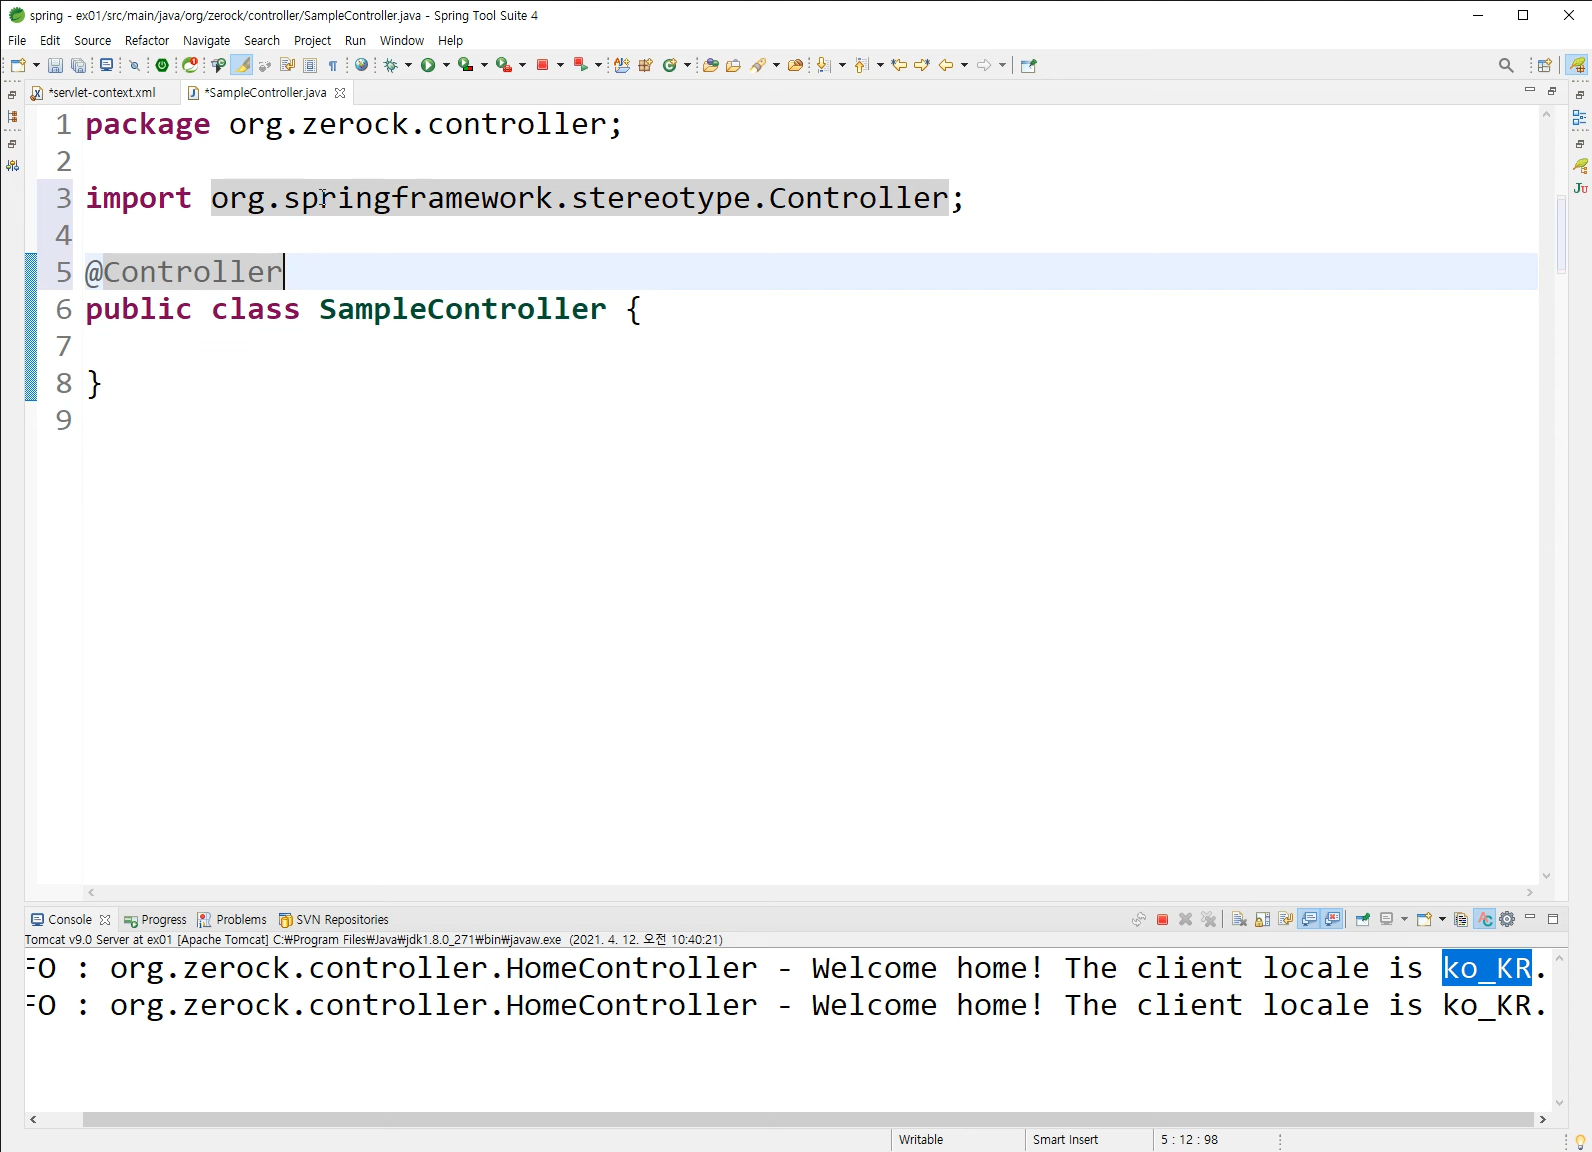 spring - ex01/src/main/java/org/zerock/controller/SampleController.java - Spring Tool Suite 4
File Edit Source Refactor Navigate Search Project Run Window Help
*servlet-context.xml *SampleController.java
1 package org.zerock.controller;
2
3 import org.springframework.stereotype.Controller;
4
5 @Controller
6 public class SampleController {
7
8 }
9
Console Progress Problems SVN Repositories
Tomcat v9.0 Server at ex01 [Apache Tomcat] C:₩Program Files₩Java₩jdk1.8.0_271₩bin₩javaw.exe (2021. 4. 12. 오전 10:40:21)
FO : org.zerock.controller.HomeController - Welcome home! The client locale is ko_KR.
FO : org.zerock.controller.HomeController - Welcome home! The client locale is ko_KR.
Writable Smart Insert 5 : 12 : 98